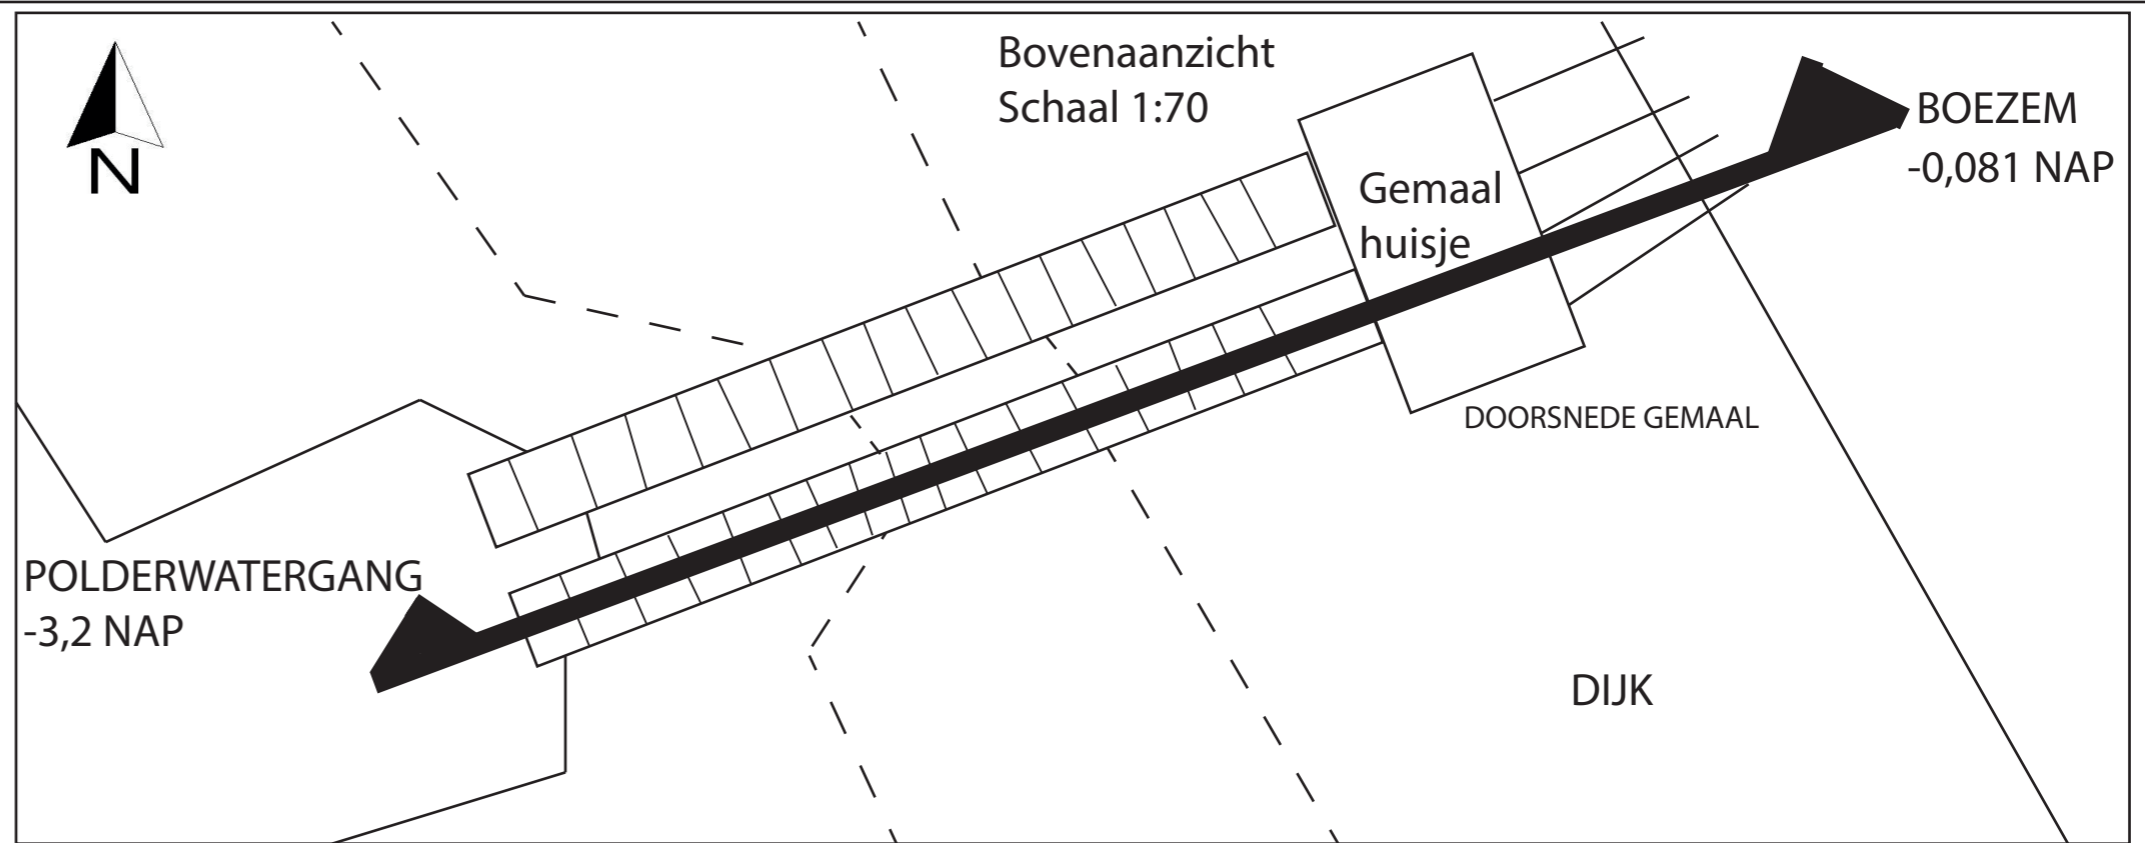 Bovenaanzicht
Schaal 1:70
N
BOEZEM
-0,081 NAP
Gemaal
huisje
DOORSNEDE GEMAAL
POLDERWATERGANG
-3,2 NAP
DIJK